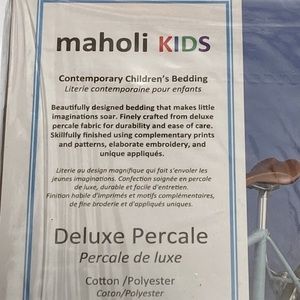 maholi KIDS
Contemporary Children's Bedding
Literie contemporaine pour enfants
Beautifully designed bedding that makes little
imaginations soar. Finely crafted from deluxe
percale fabric for durability and ease of care.
Skillfully finished using complementary prints
and patterns, elaborate embroidery, and
unique appliqués.
Literie au design magnifique qui fait s'envoler les
jeunes imaginations. Confection soignée en percale
de luxe, durable et facile d'entretien.
Finition habile d'imprimés et motifs complémentaires,
de fine broderie et d'appliqués uniques.
Deluxe Percale
Percale de luxe
Cotton /Polyester
Coton/Polyester